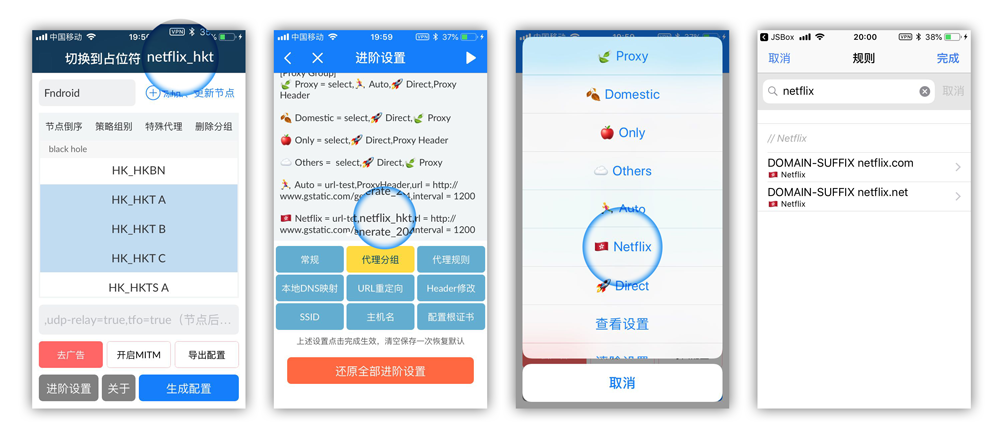 中国移动 19:5 VPN 38%
切换到占位符 netflix_hkt
Fndroid
更新节点
节点倒序 策略组别 特殊代理 删除分组
black hole
HK_HKBN
HK_HKT A
HK_HKT B
HK_HKT C
HK_HKTS A
,udp-relay=true,tfo=true（节点后…
去广告 开启MITM 导出配置
进阶设置 关于 生成配置
中国移动 19:59 VPN 37%
进阶设置
[Proxy Group]
🍃 Proxy = select,🏃 Auto,🚀 Direct,Proxy
Header
🍂 Domestic = select,🚀 Direct,🍃 Proxy
🍎 Only = select,🚀 Direct,Proxy Header
☁️ Others = select,🚀 Direct,🍃 Proxy
🏃 Auto = url-test,ProxyHeader,url = http://
www.gstatic.com/generate_204,interval = 1200
🇭🇰 Netflix = url-test,netflix_hkt,url = http://
www.gstatic.com/generate_204,interval = 1200
常规 代理分组 代理规则
本地DNS映射 URL重定向 Header修改
SSID 主机名 配置根证书
上述设置点击完成生效，清空保存一次恢复默认
还原全部进阶设置
中国移动 19:59 37%
🍃 Proxy
🍂 Domestic
🍎 Only
☁️ Others
🏃 Auto
🇭🇰 Netflix
🚀 Direct
查看设置
清除设置
取消
JSBox 20:00 VPN 38%
取消 规则 完成
netflix 取消
// Netflix
DOMAIN-SUFFIX netflix.com
🇭🇰 Netflix
DOMAIN-SUFFIX netflix.net
🇭🇰 Netflix